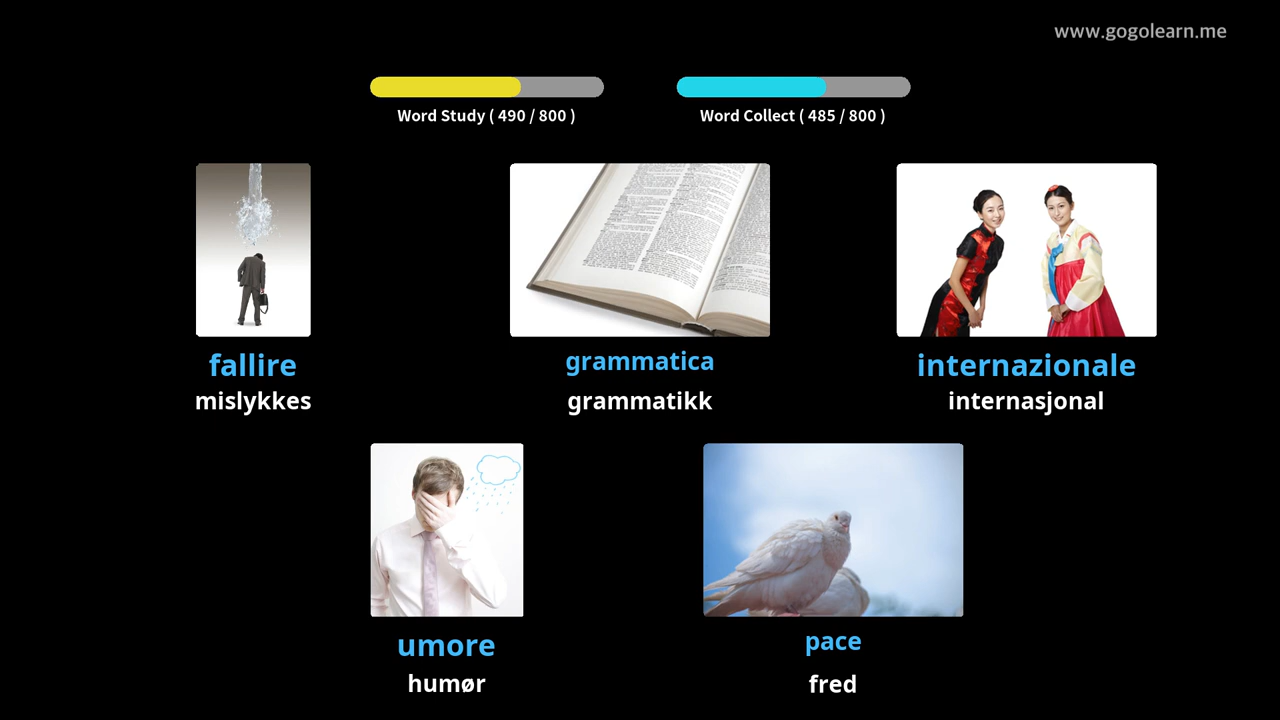 www.gogolearn.me
Word Study ( 490 / 800 )
Word Collect ( 485 / 800 )
fallire
mislykkes
grammatica
grammatikk
internazionale
internasjonal
umore
humør
pace
fred